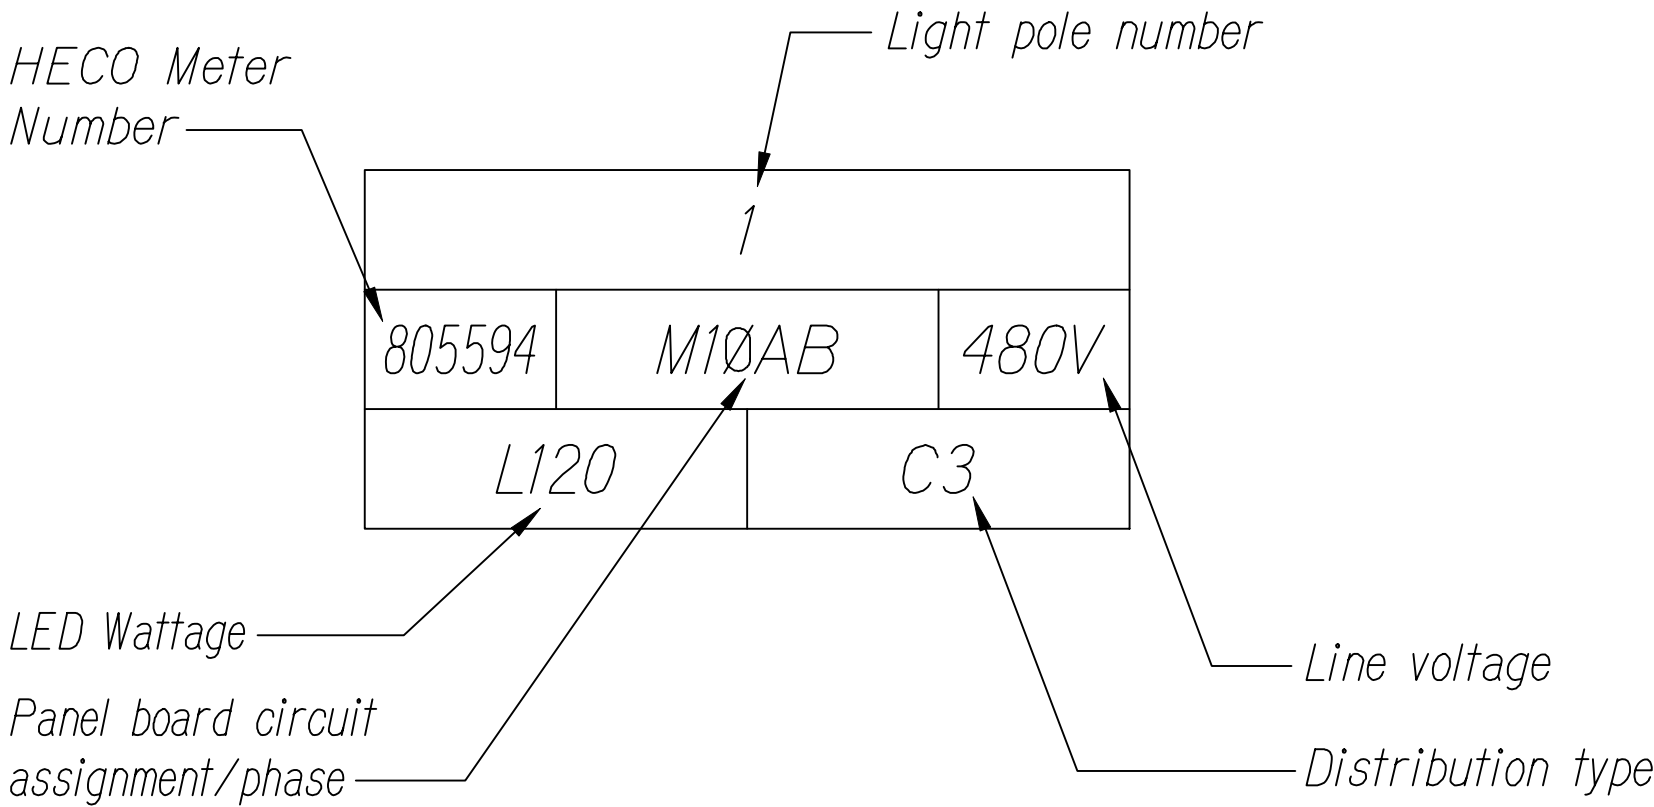 Light pole number
HECO Meter
Number
1
805594 M1ØAB 480V
L120 C3
LED Wattage
Line voltage
Panel board circuit
assignment/phase
Distribution type